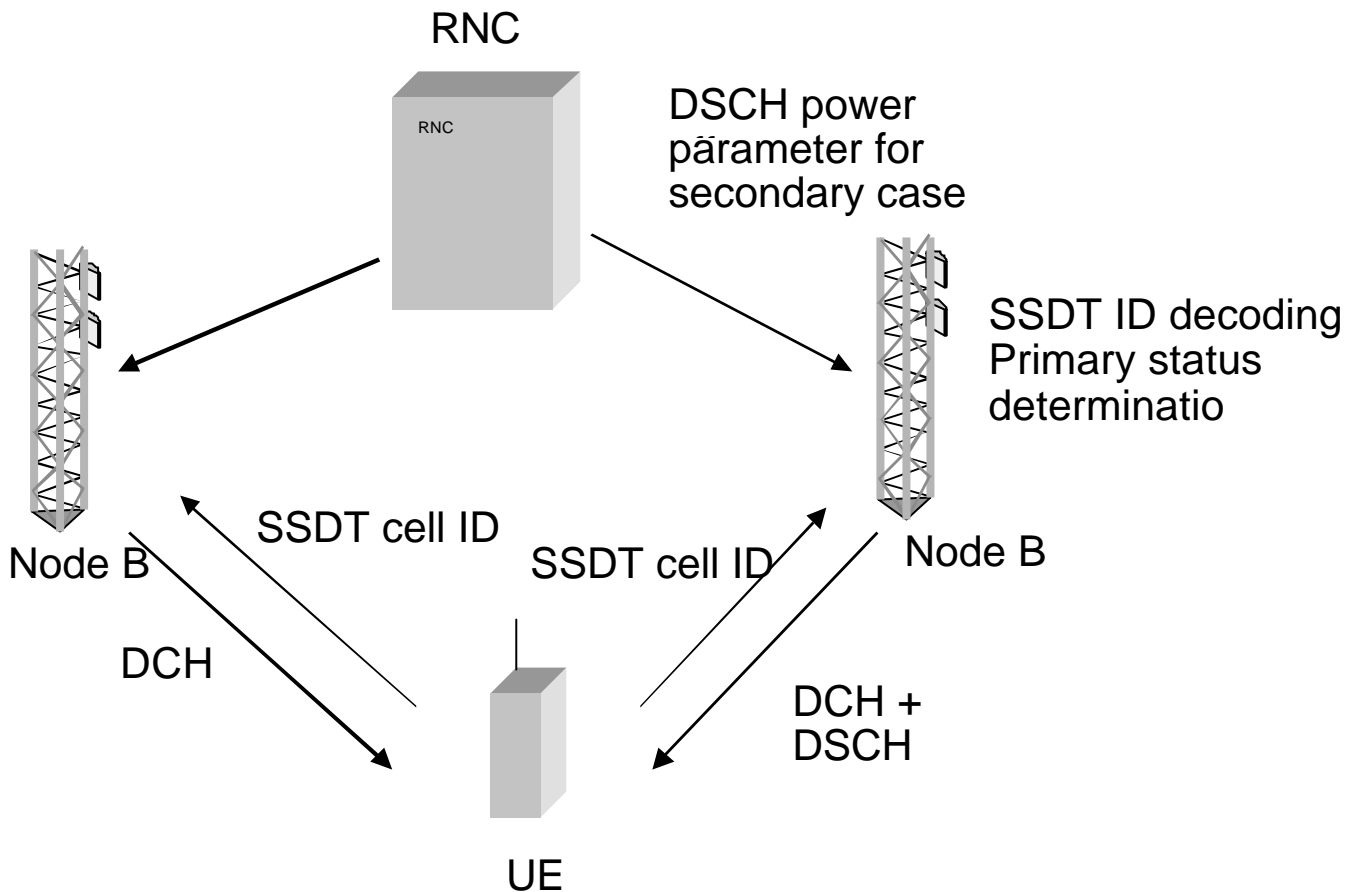 RNC
RNC
DSCH power
pärameter for
secondary case
SSDT ID decoding
Primary status
determinatio
SSDT cell ID
SSDT cell ID
Node B
Node B
DCH
DCH +
DSCH
UE